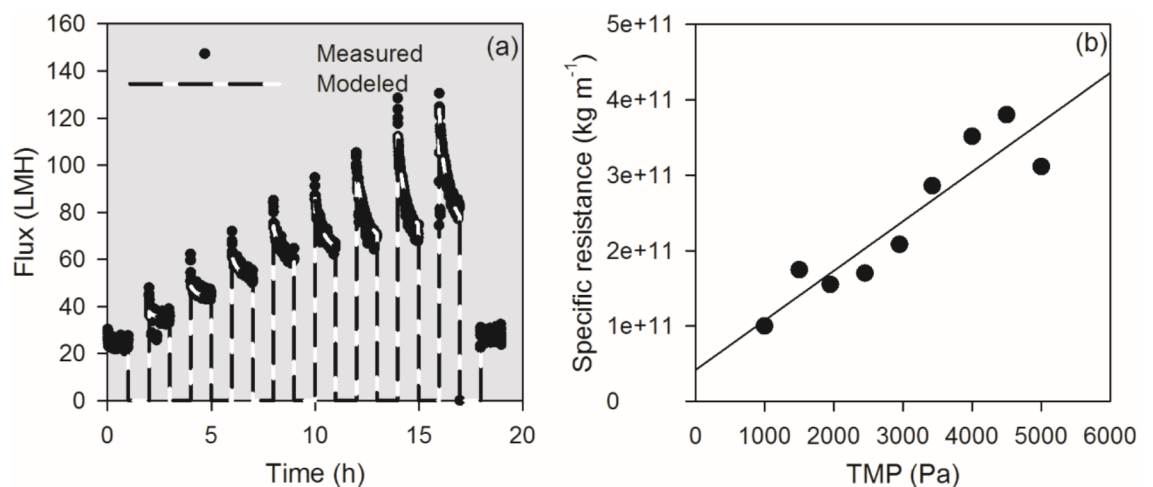 (a)
Measured
Modeled
160
140
120
100
80
60
40
20
0
Flux (LMH)
0 5 10 15 20
Time (h)
(b)
5e+11
4e+11
3e+11
2e+11
1e+11
0
Specific resistance (kg m⁻¹)
0 1000 2000 3000 4000 5000 6000
TMP (Pa)